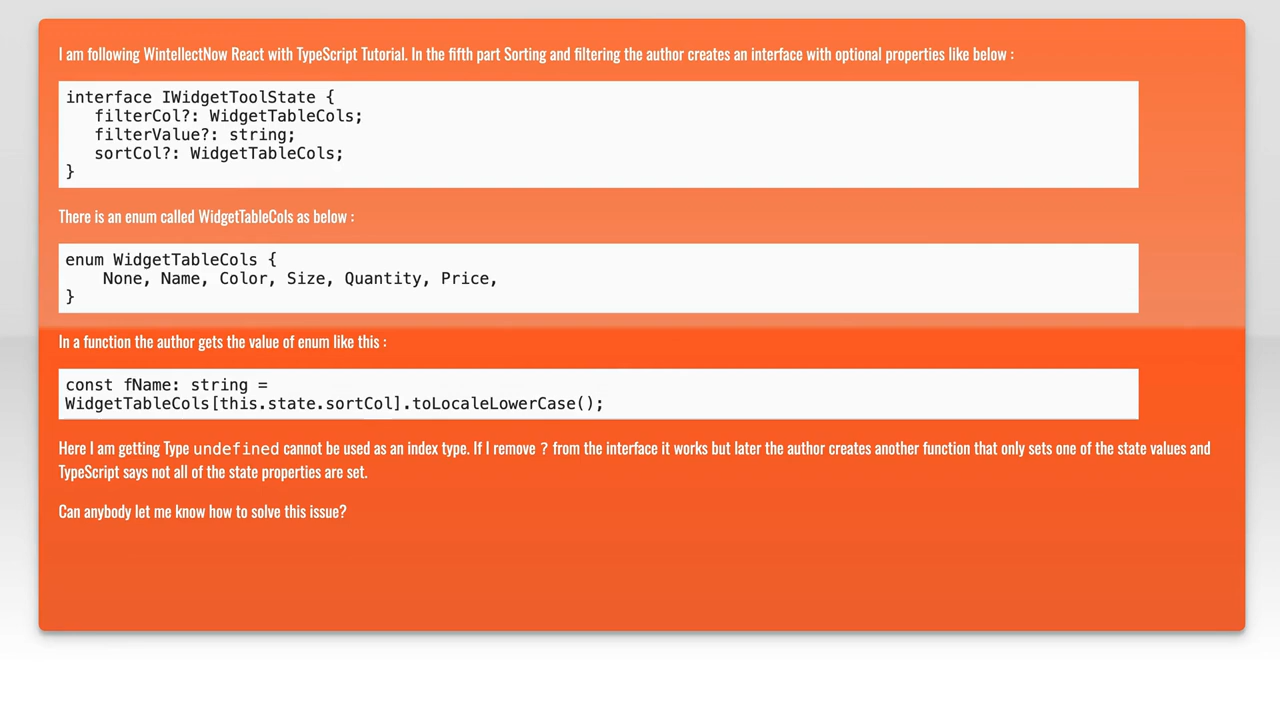 I am following WintellectNow React with TypeScript Tutorial. In the fifth part Sorting and filtering the author creates an interface with optional properties like below :
interface IWidgetToolState {
filterCol?: WidgetTableCols;
filterValue?: string;
sortCol?: WidgetTableCols;
}
There is an enum called WidgetTableCols as below :
enum WidgetTableCols {
None, Name, Color, Size, Quantity, Price,
}
In a function the author gets the value of enum like this :
const fName: string =
WidgetTableCols[this.state.sortCol].toLocaleLowerCase();
Here I am getting Type undefined cannot be used as an index type. If I remove ? from the interface it works but later the author creates another function that only sets one of the state values and
TypeScript says not all of the state properties are set.
Can anybody let me know how to solve this issue?